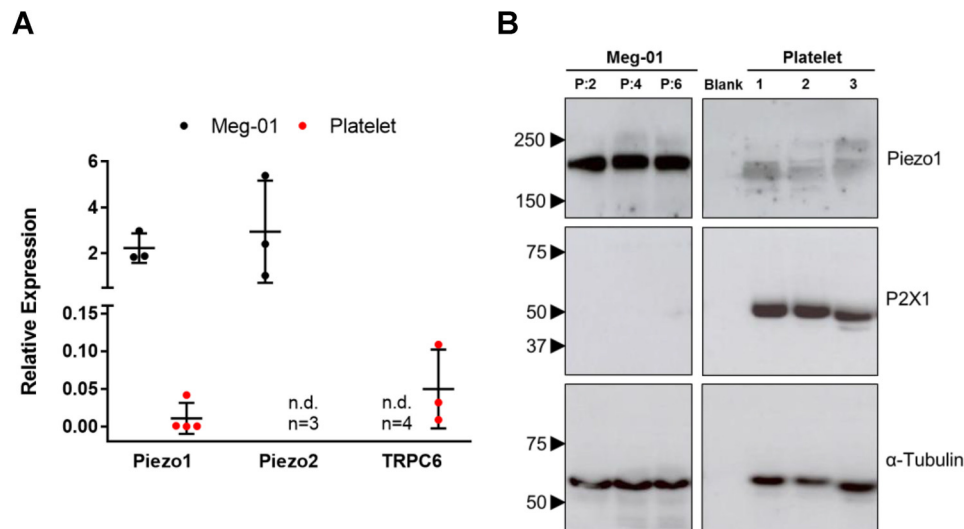 A
Meg-01 Platelet
Relative Expression
6
4
2
0.15
0.10
0.05
0.00
n.d.
n=3
n.d.
n=4
Piezo1 Piezo2 TRPC6
B
Meg-01 Platelet
P:2 P:4 P:6 Blank 1 2 3
250
150
Piezo1
75
50
37
P2X1
75
50
α-Tubulin